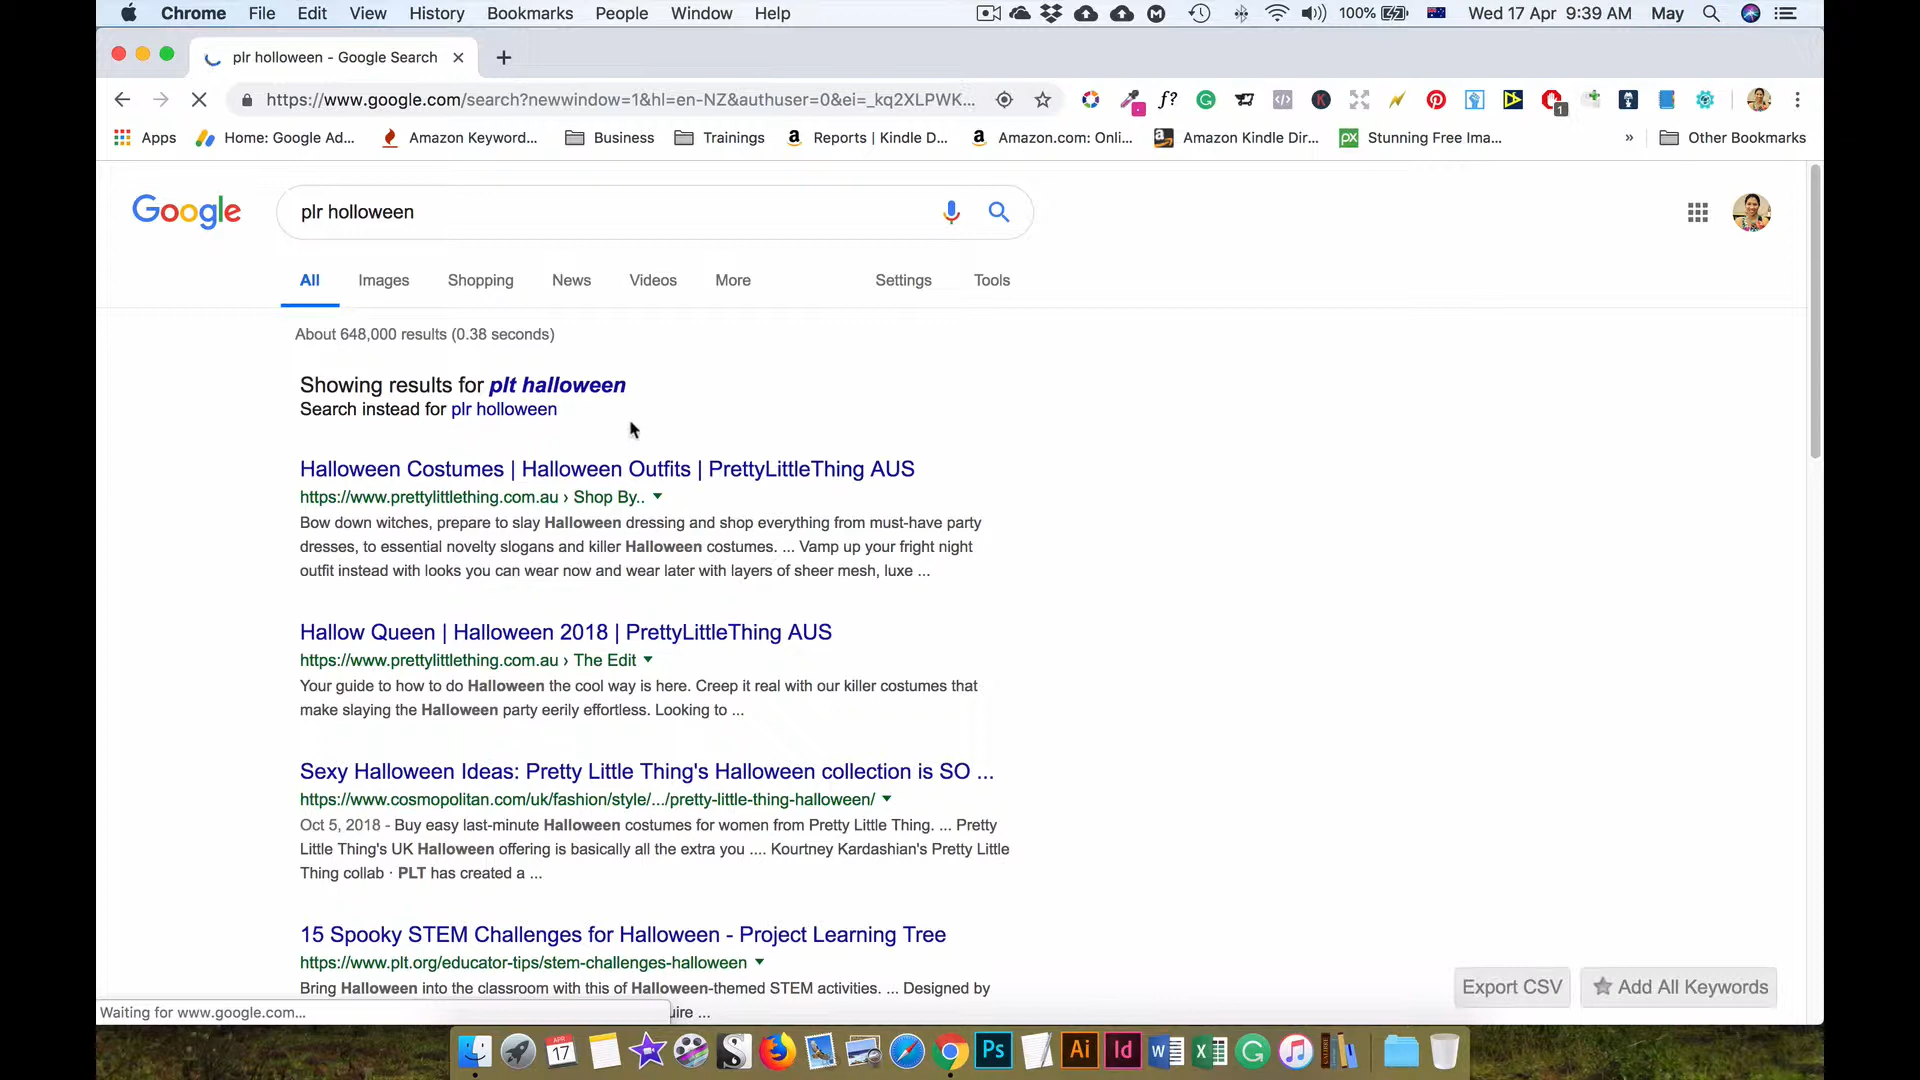 Chrome File Edit View History Bookmarks People Window Help 100% Wed 17 Apr 9:39 AM May
plr holloween - Google Search
https://www.google.com/search?newwindow=1&hl=en-NZ&authuser=0&ei=_kq2XLPWK...
f?
1
Apps Home: Google Ad... Amazon Keyword... Business Trainings Reports | Kindle D... Amazon.com: Onli... Amazon Kindle Dir... Stunning Free Ima... » Other Bookmarks
Google plr holloween
All Images Shopping News Videos More Settings Tools
About 648,000 results (0.38 seconds)
Showing results for plt halloween
Search instead for plr holloween
Halloween Costumes | Halloween Outfits | PrettyLittleThing AUS
https://www.prettylittlething.com.au › Shop By..
Bow down witches, prepare to slay Halloween dressing and shop everything from must-have party
dresses, to essential novelty slogans and killer Halloween costumes. ... Vamp up your fright night
outfit instead with looks you can wear now and wear later with layers of sheer mesh, luxe ...
Hallow Queen | Halloween 2018 | PrettyLittleThing AUS
https://www.prettylittlething.com.au › The Edit
Your guide to how to do Halloween the cool way is here. Creep it real with our killer costumes that
make slaying the Halloween party eerily effortless. Looking to ...
Sexy Halloween Ideas: Pretty Little Thing's Halloween collection is SO ...
https://www.cosmopolitan.com/uk/fashion/style/.../pretty-little-thing-halloween/
Oct 5, 2018 - Buy easy last-minute Halloween costumes for women from Pretty Little Thing. ... Pretty
Little Thing's UK Halloween offering is basically all the extra you .... Kourtney Kardashian's Pretty Little
Thing collab · PLT has created a ...
15 Spooky STEM Challenges for Halloween - Project Learning Tree
https://www.plt.org/educator-tips/stem-challenges-halloween
Bring Halloween into the classroom with this of Halloween-themed STEM activities. ... Designed by
Export CSV Add All Keywords
Waiting for www.google.com... uire ...
APR
17
Ps Ai Id